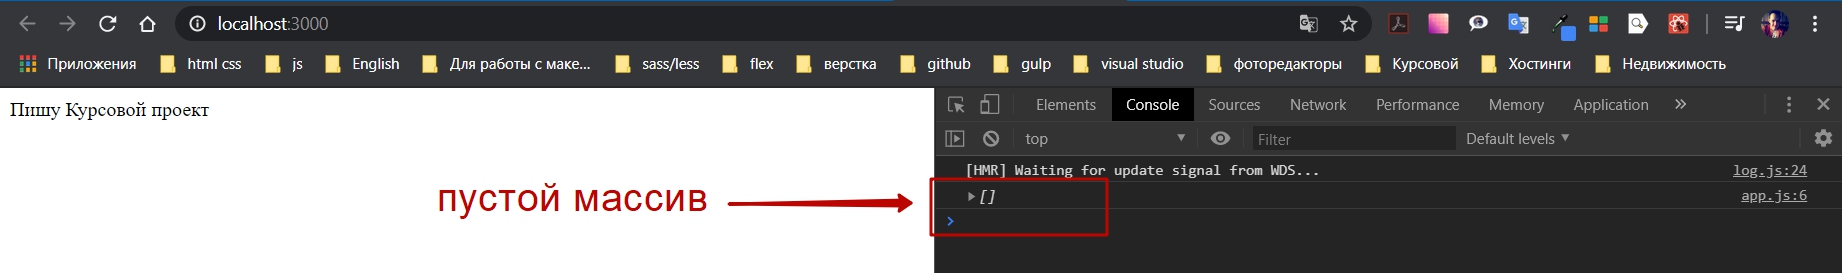 localhost:3000
Приложения html css js English Для работы с маке... sass/less flex верстка github gulp visual studio фоторедакторы Курсовой Хостинги Недвижимость
Пишу Курсовой проект
Elements Console Sources Network Performance Memory Application »
top Filter Default levels
[HMR] Waiting for update signal from WDS... log.js:24
пустой массив
[] app.js:6